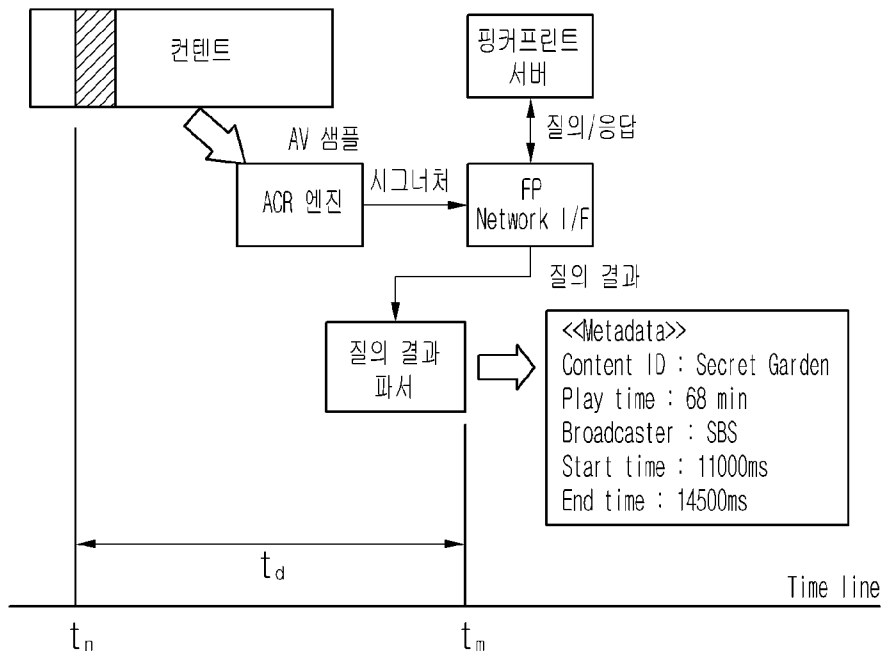 컨텐트
핑커프린트
서버
질의/응답
AV 샘플
시그너처
ACR 엔진
FP
Network I/F
질의 결과
질의 결과
파서
<<Metadata>>
Content ID : Secret Garden
Play time : 68 min
Broadcaster : SBS
Start time : 11000ms
End time : 14500ms
td
Time line
tn
tm